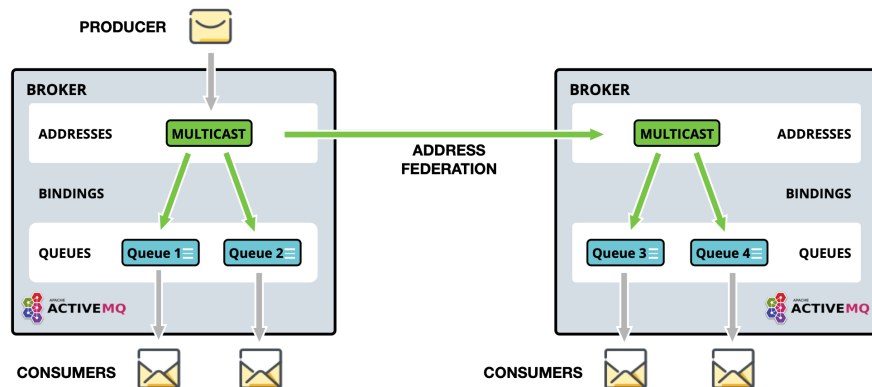 PRODUCER
BROKER
ADDRESSES
MULTICAST
BINDINGS
QUEUES
Queue 1
Queue 2
APACHE
ACTIVEMQ
CONSUMERS
ADDRESS
FEDERATION
BROKER
MULTICAST
ADDRESSES
BINDINGS
Queue 3
Queue 4
QUEUES
APACHE
ACTIVEMQ
CONSUMERS